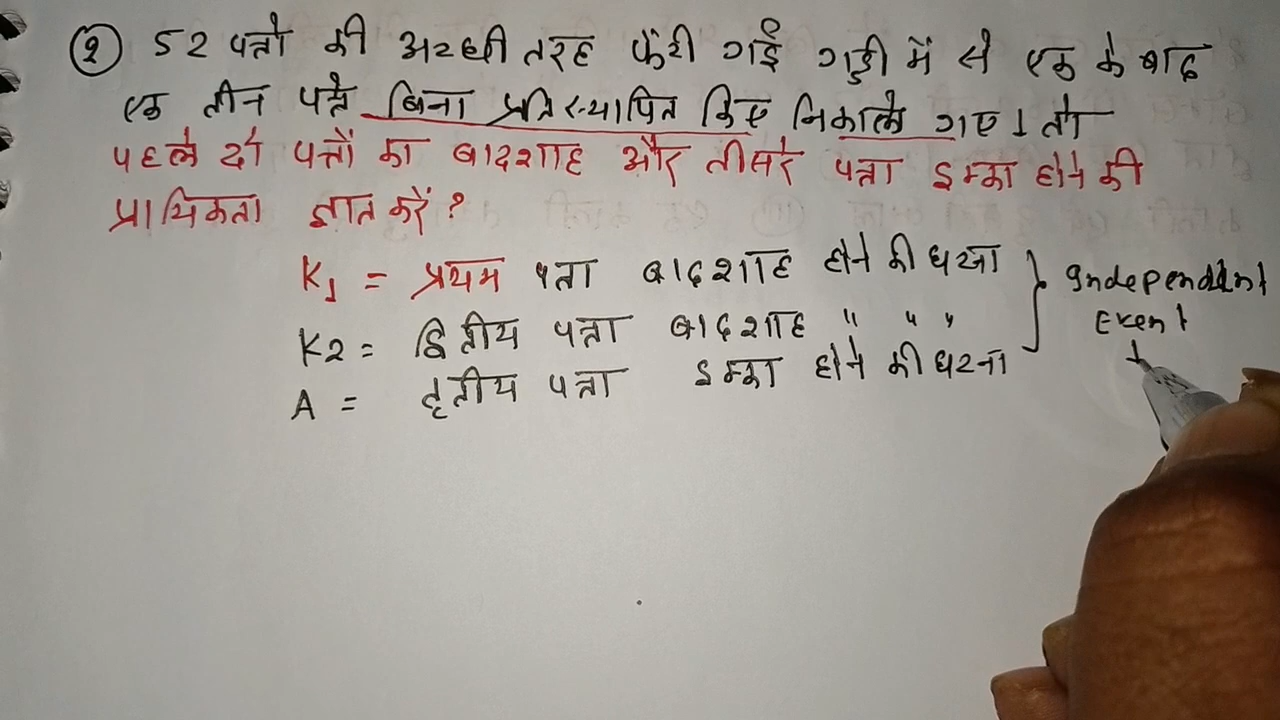 ② 52 पत्तो की अच्छी तरह फेंटी गई गड्डी में से एक के बाद
एक तीन पत्ते बिना प्रतिस्थापित किए निकाले गए। तो
पहले दो पत्तों का बादशाह और तीसरे पत्ता इक्का होने की
प्रायिकता ज्ञात करें?
K₁ = प्रथम पत्ता बादशाह होने की घटना
K2 = द्वितीय पत्ता बादशाह " " "
A = तृतीय पत्ता इक्का होने की घटना
Independent
Event